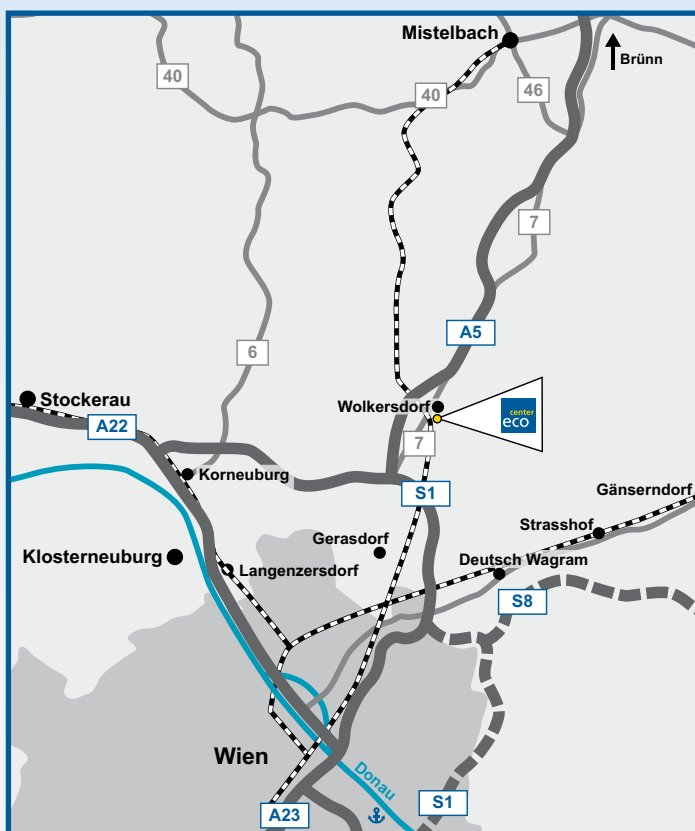 Mistelbach
Brünn
40
40
46
7
A5
6
Stockerau
A22
Wolkersdorf
center
eco
7
Korneuburg
S1
Gänserndorf
Strasshof
Gerasdorf
Klosterneuburg
Langenzersdorf
Deutsch Wagram
S8
Wien
Donau
S1
A23